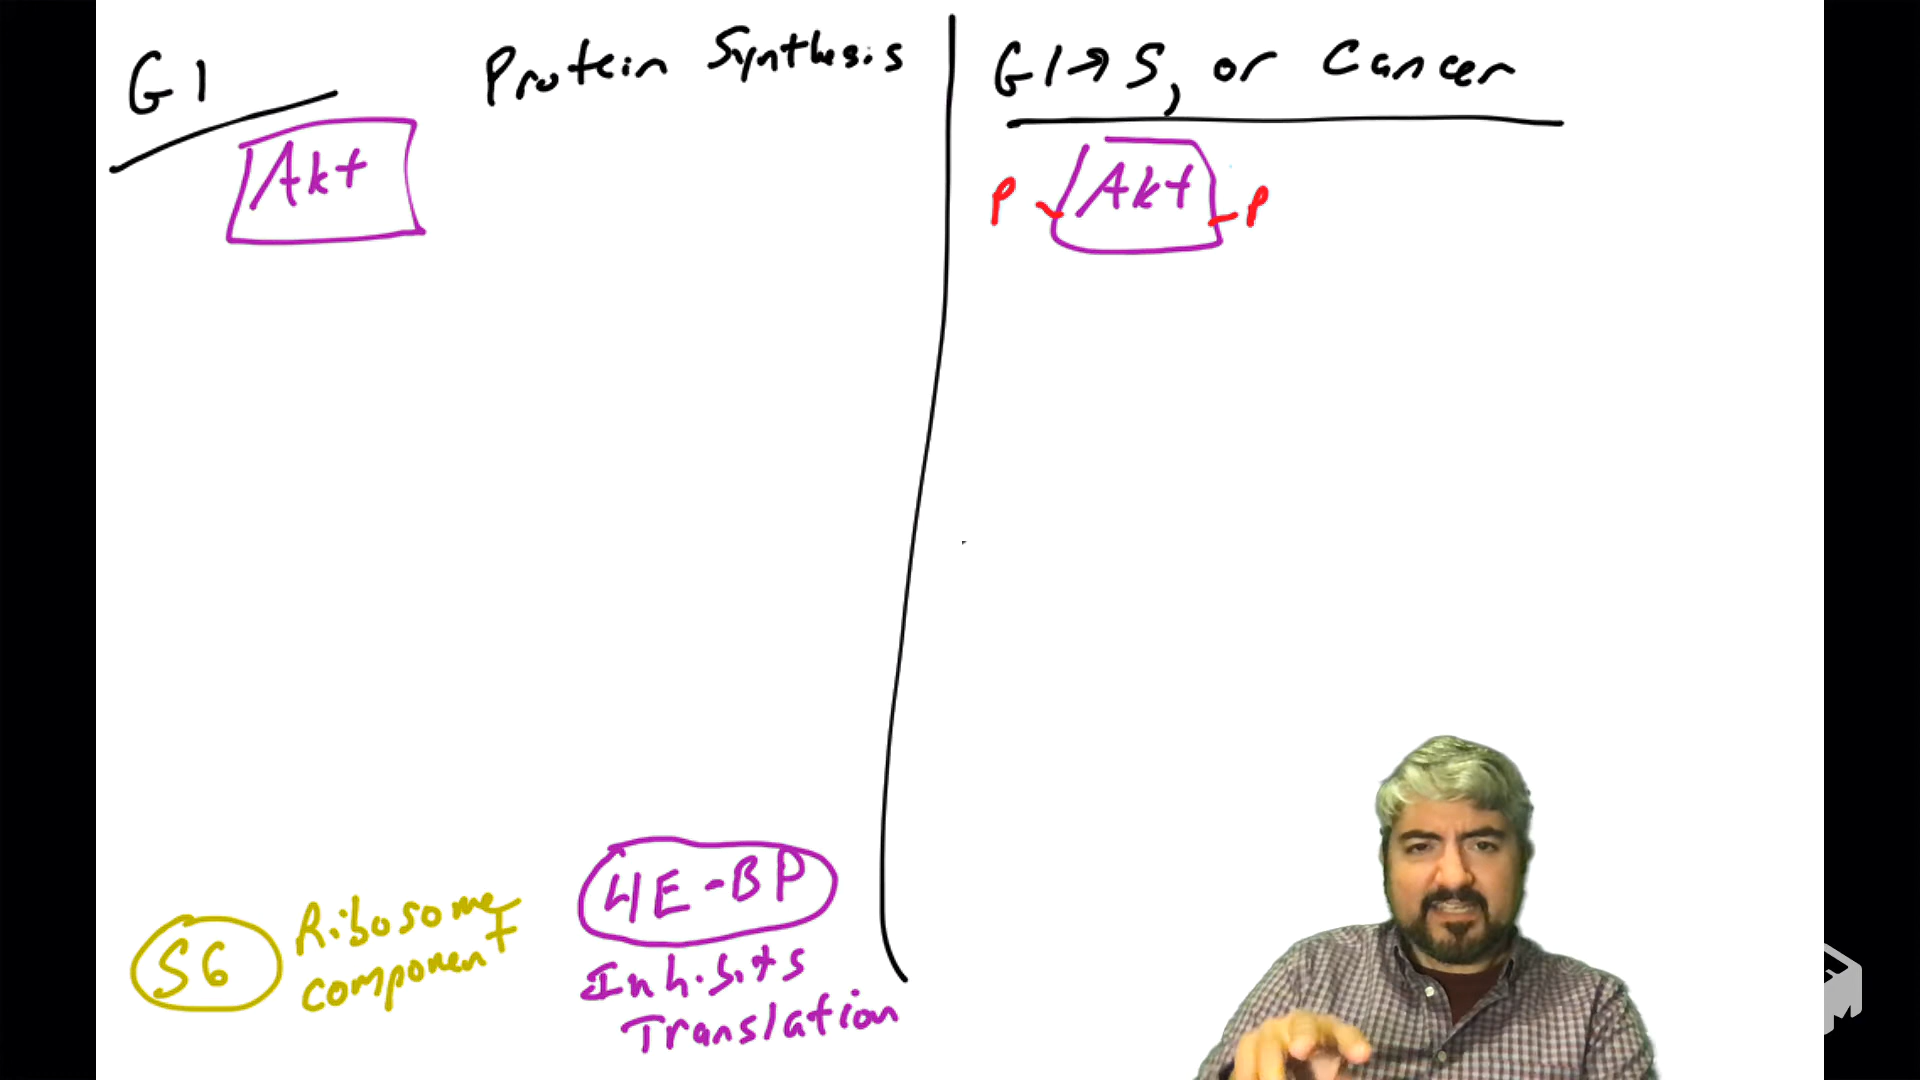 G1 Protein Synthesis
Akt
S6 Ribosome
component
4E-BP
Inhibits
Translation
G1→S, or Cancer
P Akt P